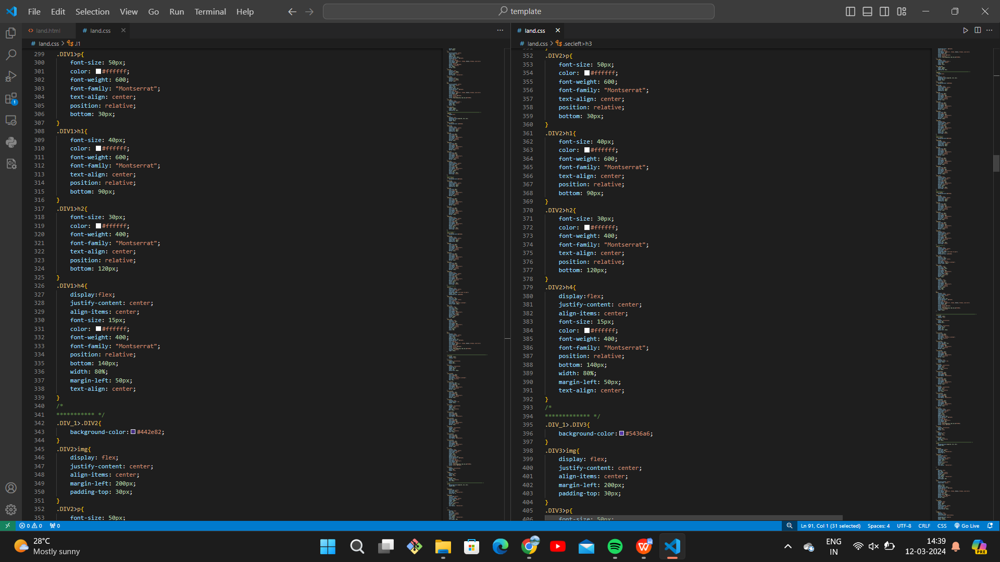 File Edit Selection View Go Run Terminal Help
template
land.html
land.css
land.css > .l1
299 .DIV1>p{
300 font-size: 50px;
301 color: #ffffff;
302 font-weight: 600;
303 font-family: "Montserrat";
304 text-align: center;
305 position: relative;
306 bottom: 30px;
307 }
308 .DIV1>h1{
309 font-size: 40px;
310 color: #ffffff;
311 font-weight: 600;
312 font-family: "Montserrat";
313 text-align: center;
314 position: relative;
315 bottom: 90px;
316 }
317 .DIV1>h2{
318 font-size: 30px;
319 color: #ffffff;
320 font-weight: 400;
321 font-family: "Montserrat";
322 text-align: center;
323 position: relative;
324 bottom: 120px;
325 }
326 .DIV1>h4{
327 display:flex;
328 justify-content: center;
329 align-items: center;
330 font-size: 15px;
331 color: #ffffff;
332 font-weight: 400;
333 font-family: "Montserrat";
334 position: relative;
335 bottom: 140px;
336 width: 80%;
337 margin-left: 50px;
338 text-align: center;
339 }
340 /*
341 *********** */
342 .DIV_1>.DIV2{
343 background-color:#442e82;
344 }
345 .DIV2>img{
346 display: flex;
347 justify-content: center;
348 align-items: center;
349 margin-left: 200px;
350 padding-top: 30px;
351 }
352 .DIV2>p{
353 font-size: 50px;
land.css
land.css > .secleft>h3
352 .DIV2>p{
353 font-size: 50px;
354 color: #ffffff;
355 font-weight: 600;
356 font-family: "Montserrat";
357 text-align: center;
358 position: relative;
359 bottom: 30px;
360 }
361 .DIV2>h1{
362 font-size: 40px;
363 color: #ffffff;
364 font-weight: 600;
365 font-family: "Montserrat";
366 text-align: center;
367 position: relative;
368 bottom: 90px;
369 }
370 .DIV2>h2{
371 font-size: 30px;
372 color: #ffffff;
373 font-weight: 400;
374 font-family: "Montserrat";
375 text-align: center;
376 position: relative;
377 bottom: 120px;
378 }
379 .DIV2>h4{
380 display:flex;
381 justify-content: center;
382 align-items: center;
383 font-size: 15px;
384 color: #ffffff;
385 font-weight: 400;
386 font-family: "Montserrat";
387 position: relative;
388 bottom: 140px;
389 width: 80%;
390 margin-left: 50px;
391 text-align: center;
392 }
393 /*
394 ************* */
395 .DIV_1>.DIV3{
396 background-color:#5436a6;
397 }
398 .DIV3>img{
399 display: flex;
400 justify-content: center;
401 align-items: center;
402 margin-left: 200px;
403 padding-top: 30px;
404 }
405 .DIV3>p{
406 font-size: 50px;
0 0 0
Ln 91, Col 1 (31 selected) Spaces: 4 UTF-8 CRLF CSS Go Live
28°C
Mostly sunny
ENG
IN
14:39
12-03-2024
PRE